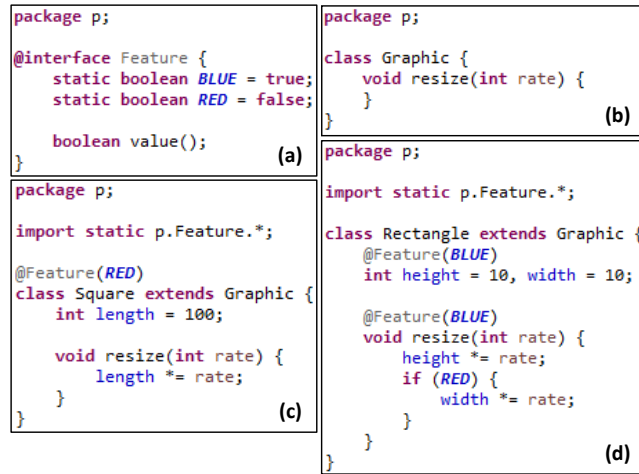 package p;
@interface Feature {
static boolean BLUE = true;
static boolean RED = false;
boolean value();
}
(a)
package p;
class Graphic {
void resize(int rate) {
}
}
(b)
package p;
import static p.Feature.*;
@Feature(RED)
class Square extends Graphic {
int length = 100;
void resize(int rate) {
length *= rate;
}
}
(c)
package p;
import static p.Feature.*;
class Rectangle extends Graphic {
@Feature(BLUE)
int height = 10, width = 10;
@Feature(BLUE)
void resize(int rate) {
height *= rate;
if (RED) {
width *= rate;
}
}
}
(d)